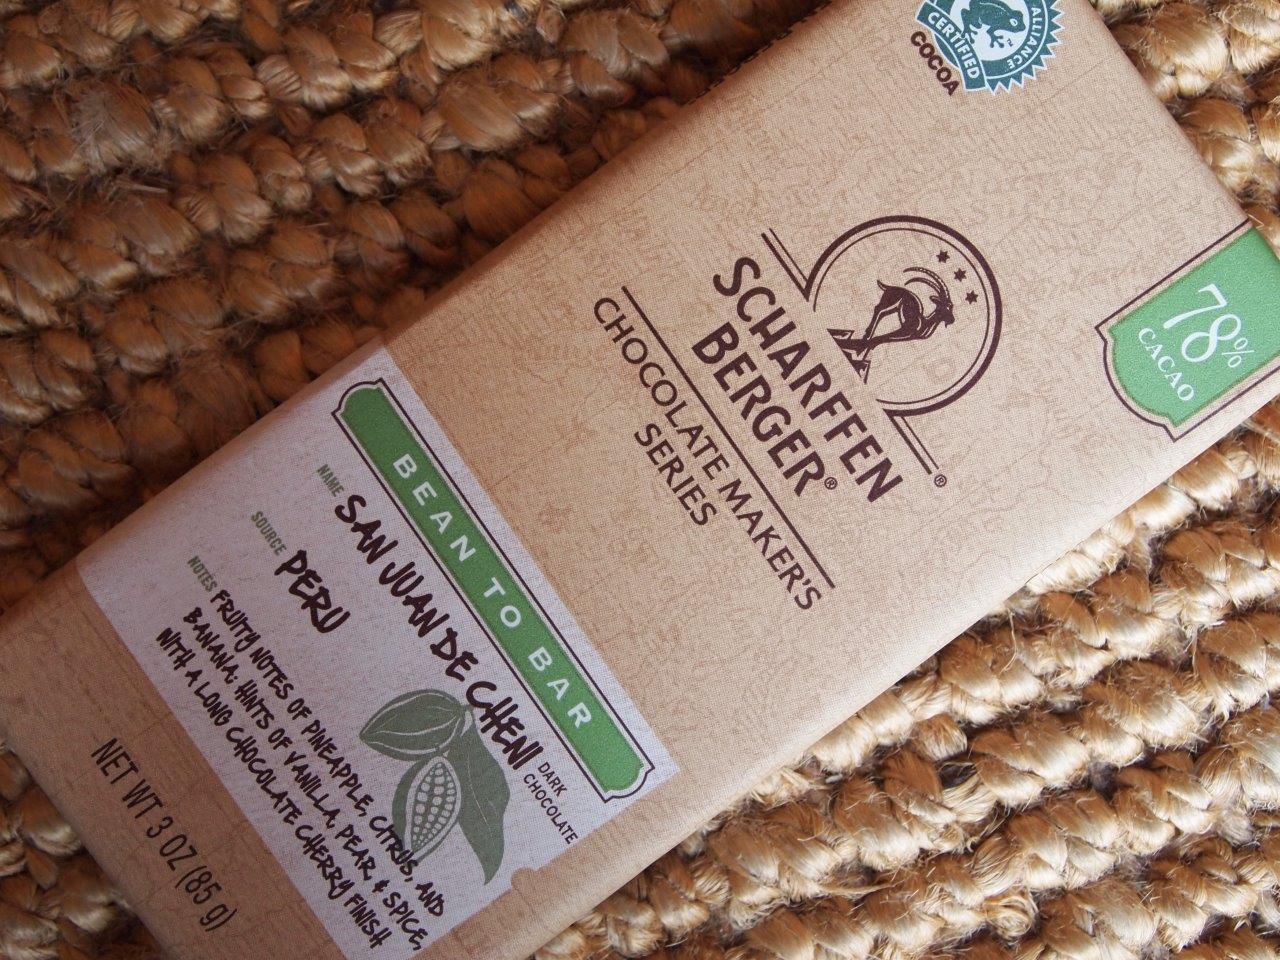 CERTIFIED
ALLIANCE
COCOA
78%
CACAO
SCHARFFEN
BERGER®
®
CHOCOLATE MAKER'S
SERIES
BEAN TO BAR
NAME
SAN JUAN DE CHENI
DARK
CHOCOLATE
SOURCE
PERU
NOTES
FRUITY NOTES OF PINEAPPLE, CITRUS, AND
BANANA; HINTS OF VANILLA, PEAR & SPICE,
WITH A LONG CHOCOLATE CHERRY FINISH
NET WT 3 OZ (85 g)